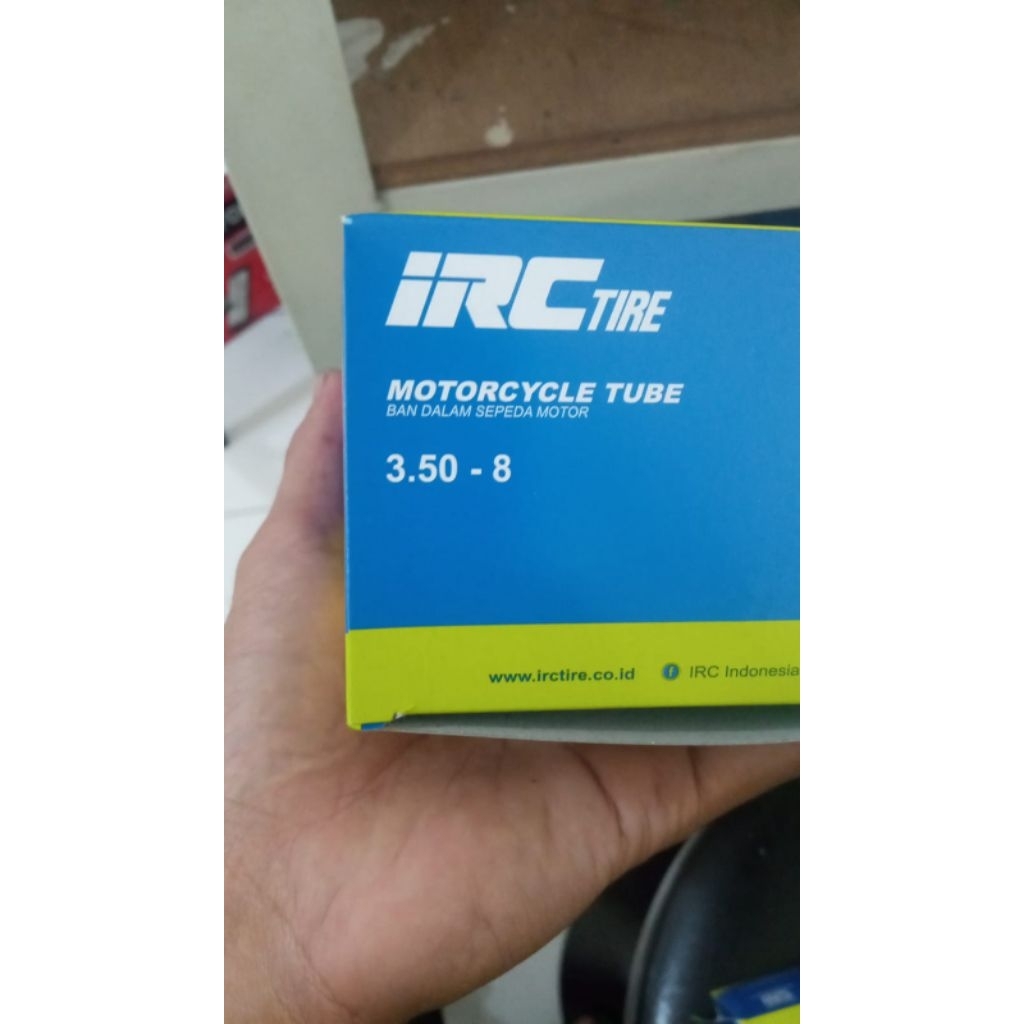 IRC TIRE
MOTORCYCLE TUBE
BAN DALAM SEPEDA MOTOR
3.50 - 8
www.irctire.co.id f IRC Indonesia